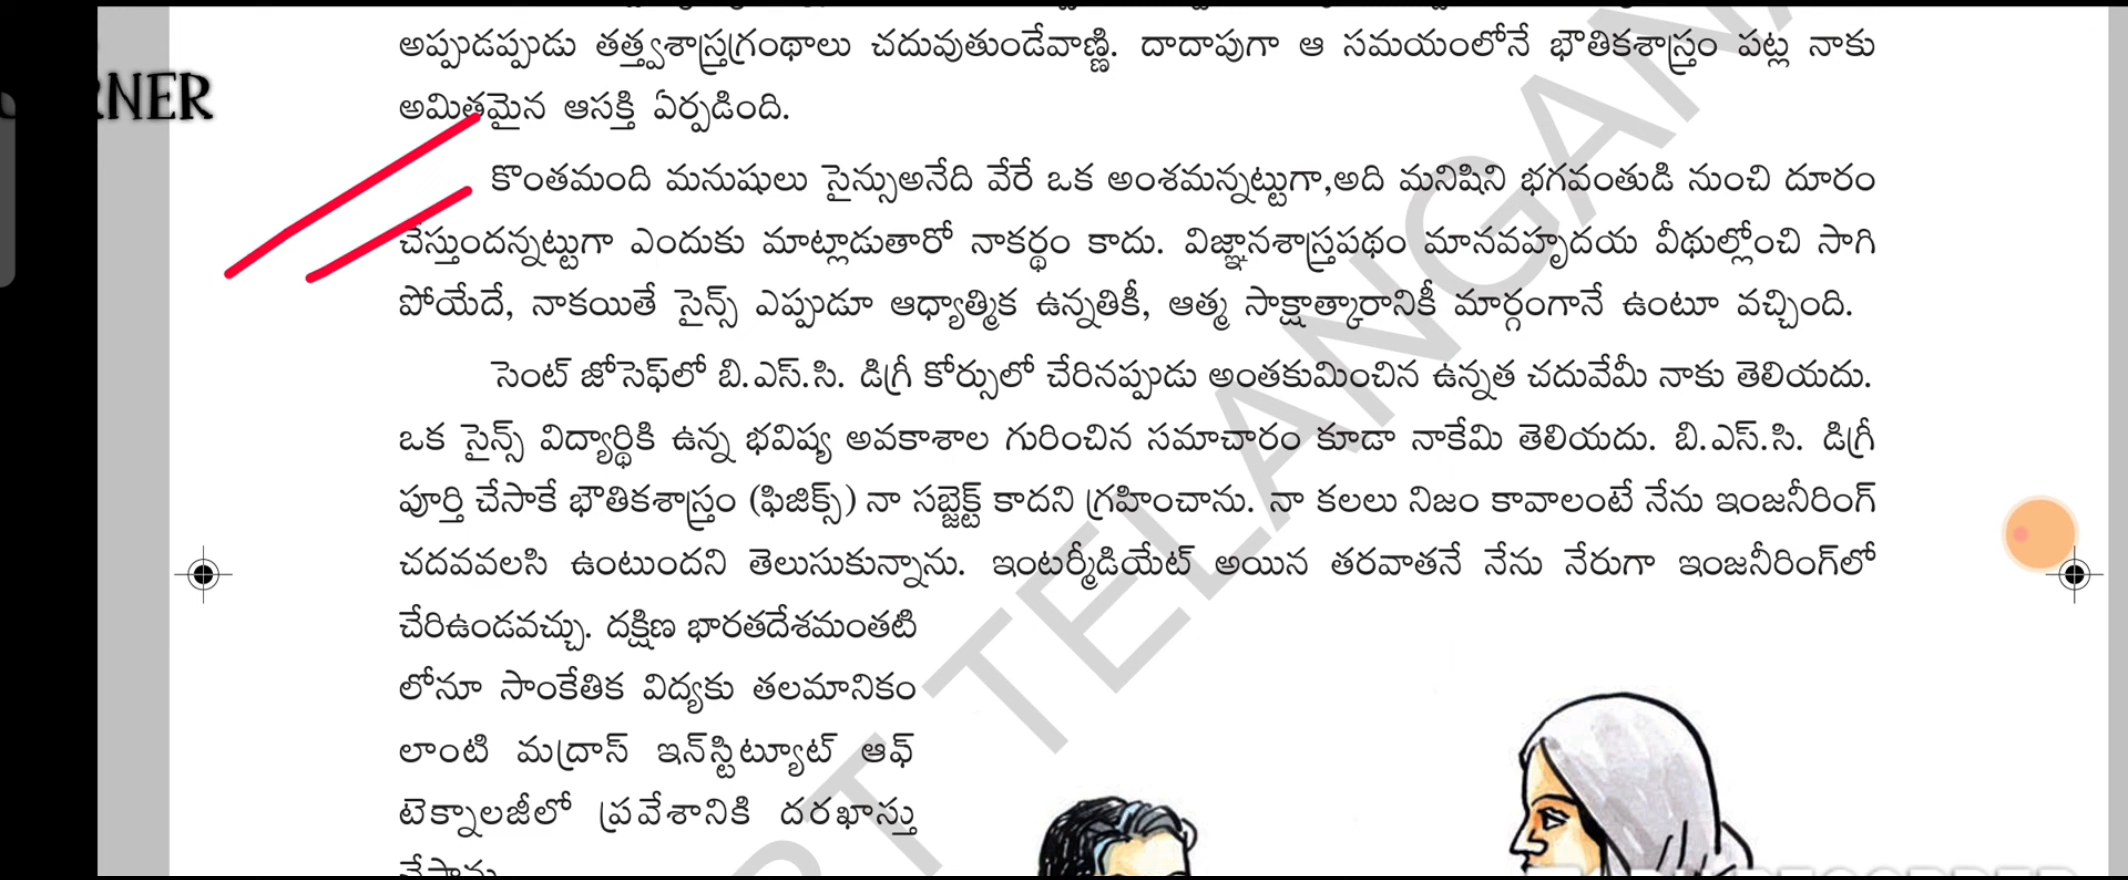 అప్పుడప్పుడు తత్త్వశాస్త్రగ్రంథాలు చదువుతుండేవాణ్ణి. దాదాపుగా ఆ సమయంలోనే భౌతికశాస్త్రం పట్ల నాకు
NER
అమితమైన ఆసక్తి ఏర్పడింది.
కొంతమంది మనుషులు సైన్సుఅనేది వేరే ఒక అంశమన్నట్టుగా,అది మనిషిని భగవంతుడి నుంచి దూరం
చేస్తుందన్నట్టుగా ఎందుకు మాట్లాడుతారో నాకర్థం కాదు. విజ్ఞానశాస్త్రపథం మానవహృదయ వీథుల్లోంచి సాగి
పోయేదే, నాకయితే సైన్స్ ఎప్పుడూ ఆధ్యాత్మిక ఉన్నతికీ, ఆత్మ సాక్షాత్కారానికీ మార్గంగానే ఉంటూ వచ్చింది.
సెంట్ జోసెఫ్‌లో బి.ఎస్.సి. డిగ్రీ కోర్సులో చేరినప్పుడు అంతకుమించిన ఉన్నత చదువేమీ నాకు తెలియదు.
ఒక సైన్స్ విద్యార్థికి ఉన్న భవిష్య అవకాశాల గురించిన సమాచారం కూడా నాకేమి తెలియదు. బి.ఎస్.సి. డిగ్రీ
పూర్తి చేసాకే భౌతికశాస్త్రం (ఫిజిక్స్) నా సబ్జెక్ట్ కాదని గ్రహించాను. నా కలలు నిజం కావాలంటే నేను ఇంజనీరింగ్
చదవవలసి ఉంటుందని తెలుసుకున్నాను. ఇంటర్మీడియేట్ అయిన తరవాతనే నేను నేరుగా ఇంజనీరింగ్‌లో
చేరిఉండవచ్చు. దక్షిణ భారతదేశమంతటి
లోనూ సాంకేతిక విద్యకు తలమానికం
లాంటి మద్రాస్ ఇన్‌స్టిట్యూట్ ఆఫ్
టెక్నాలజీలో ప్రవేశానికి దరఖాస్తు
TELANGANA